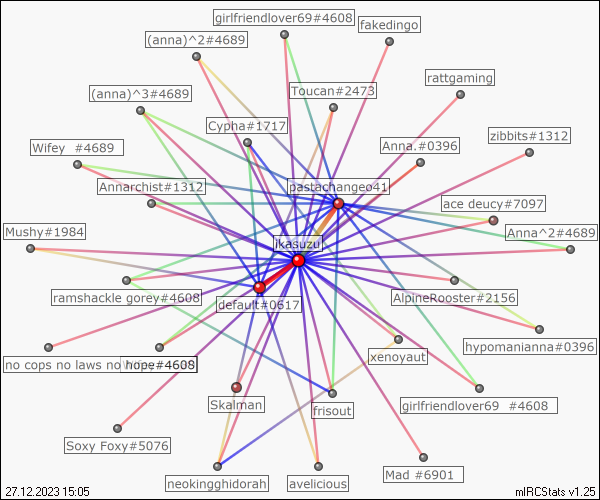 girlfriendlover69#4608
fakedingo
(anna)^2#4689
rattgaming
(anna)^3#4689
Toucan#2473
Cypha#1717
zibbits#1312
Wifey #4689
Anna.#0396
Annarchist#1312
pastachangeo41
ace deucy#7097
Mushy#1984
Anna^2#4689
ikasuzu
ramshackle gorey#4608
default#0617
AlpineRooster#2156
hypomanianna#0396
no cops no laws no hope#4608
xenoyaut
Skalman
frisout
girlfriendlover69 #4608
Soxy Foxy#5076
neokingghidorah
avelicious
Mad #6901
27.12.2023 15:05
mIRCStats v1.25